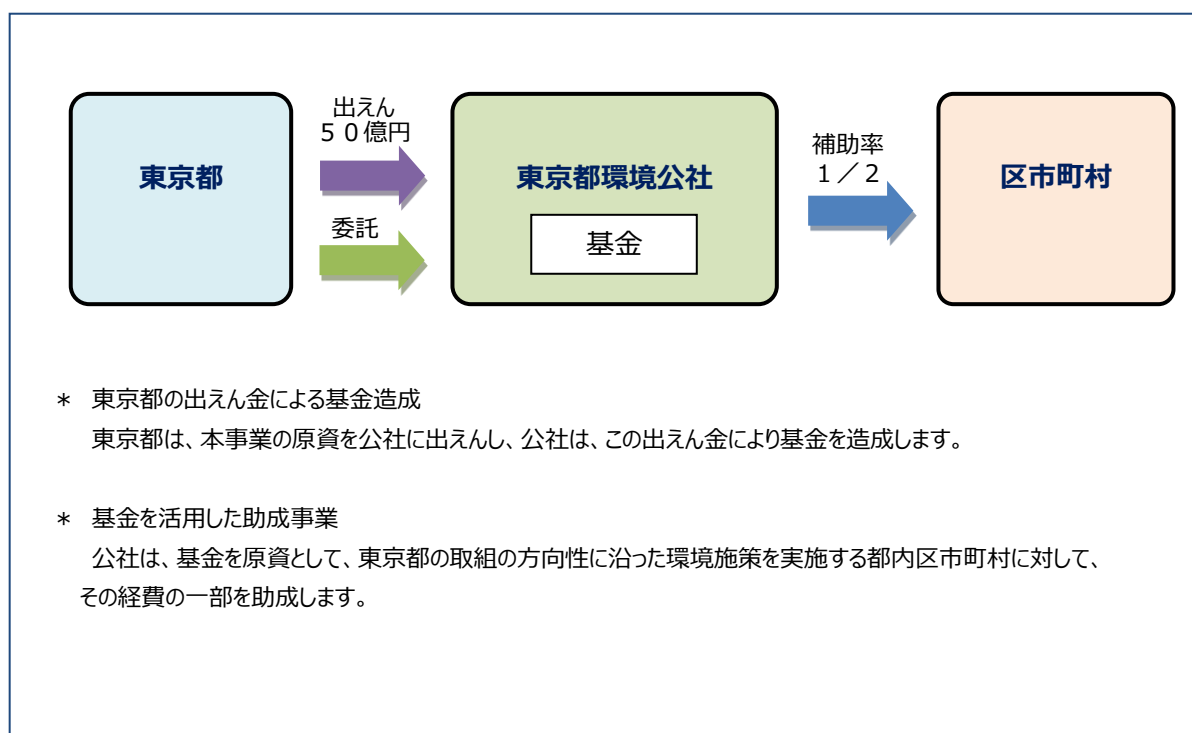 出えん
５０億円
補助率
１／２
東京都
東京都環境公社
区市町村
委託
基金
＊　東京都の出えん金による基金造成
東京都は、本事業の原資を公社に出えんし、公社は、この出えん金により基金を造成します。
＊　基金を活用した助成事業
公社は、基金を原資として、東京都の取組の方向性に沿った環境施策を実施する都内区市町村に対して、
その経費の一部を助成します。